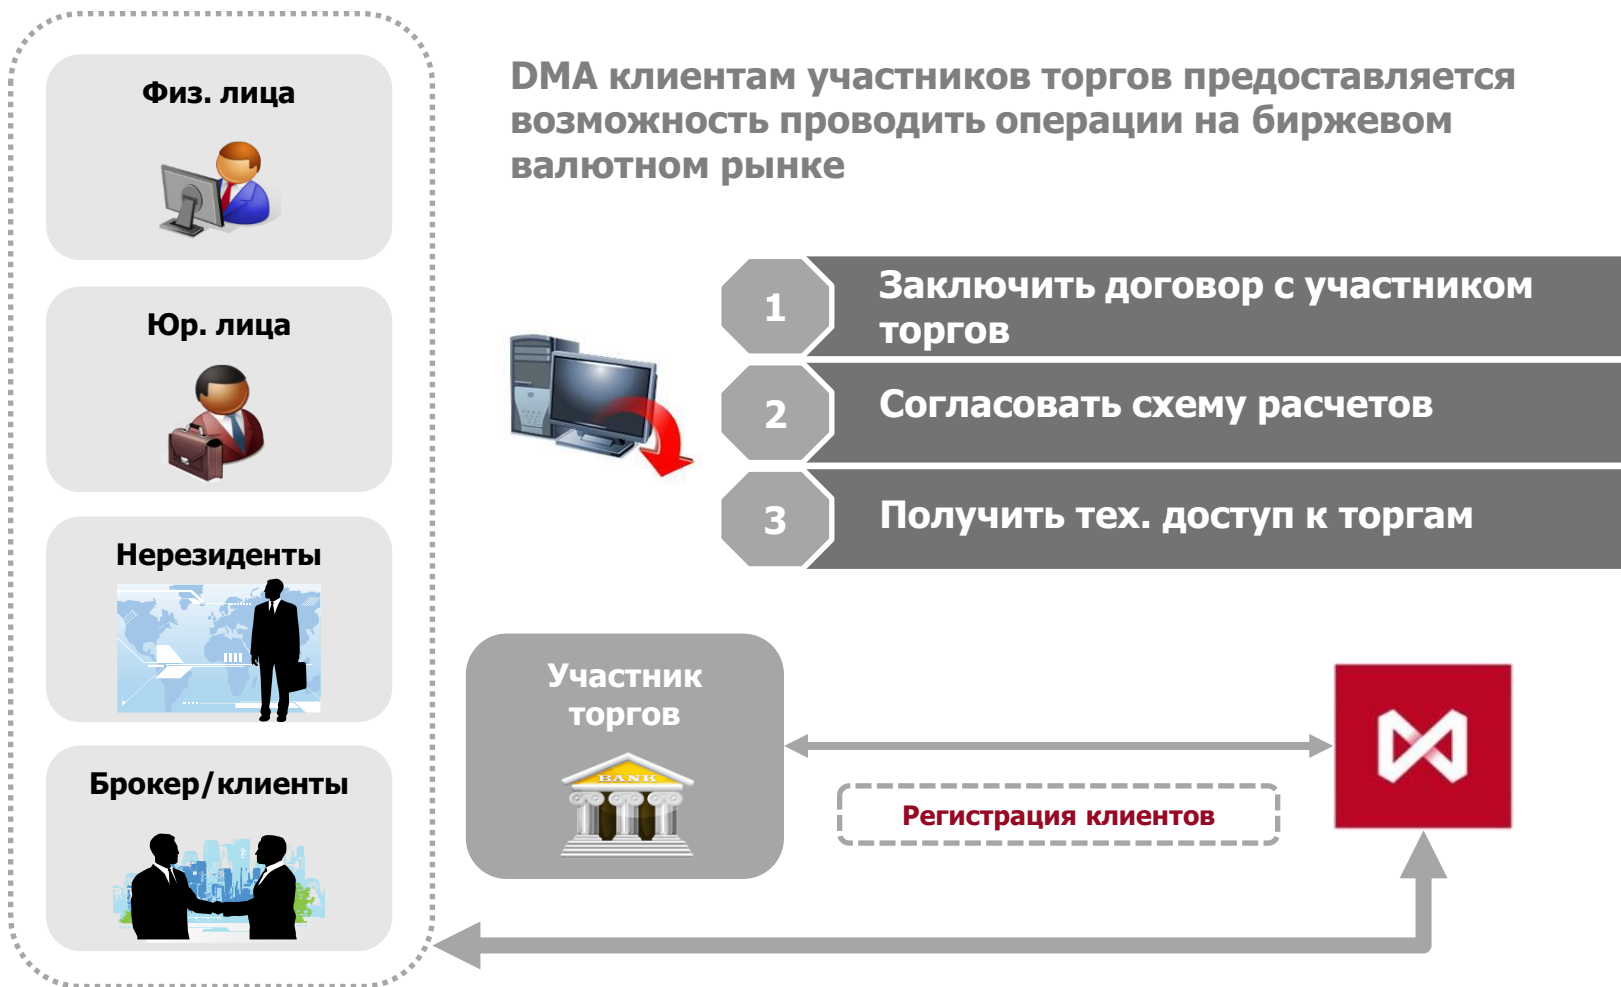 Физ. лица
Юр. лица
Нерезиденты
Брокер/клиенты
DMA клиентам участников торгов предоставляется
возможность проводить операции на биржевом
валютном рынке
1
Заключить договор с участником
торгов
2
Согласовать схему расчетов
3
Получить тех. доступ к торгам
Участник
торгов
BANK
Регистрация клиентов